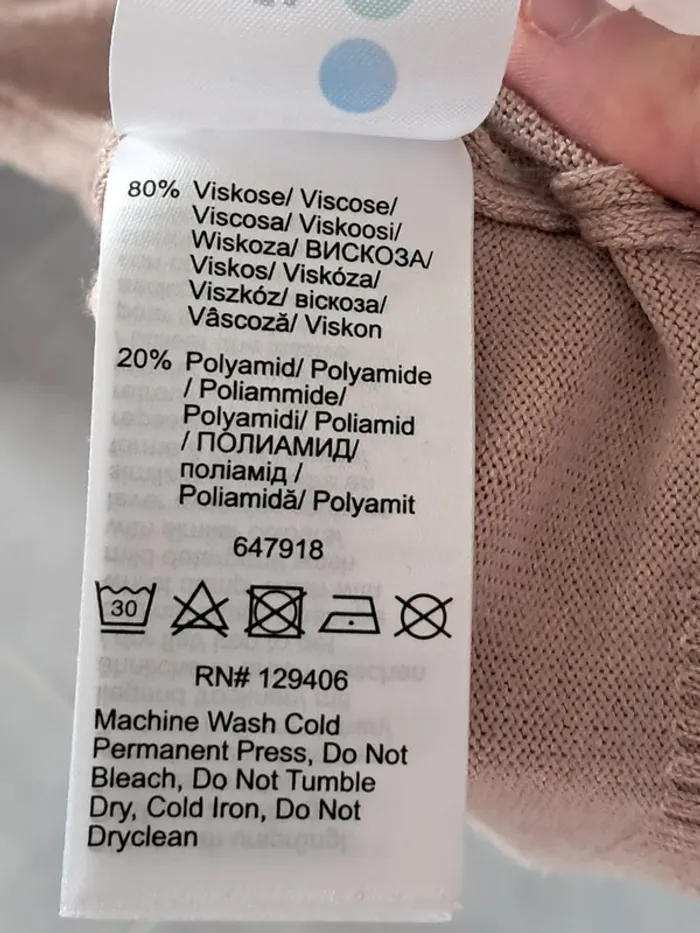 80% Viskose/ Viscose/
Viscosa/ Viskoosi/
Wiskoza/ ВИСКОЗА/
Viskos/ Viskóza/
Viszkóz/ віскоза/
Vâscoză/ Viskon
20% Polyamid/ Polyamide
/ Poliammide/
Polyamidi/ Poliamid
/ ПОЛИАМИД/
поліамід /
Poliamidă/ Polyamit
647918
30
RN# 129406
Machine Wash Cold
Permanent Press, Do Not
Bleach, Do Not Tumble
Dry, Cold Iron, Do Not
Dryclean